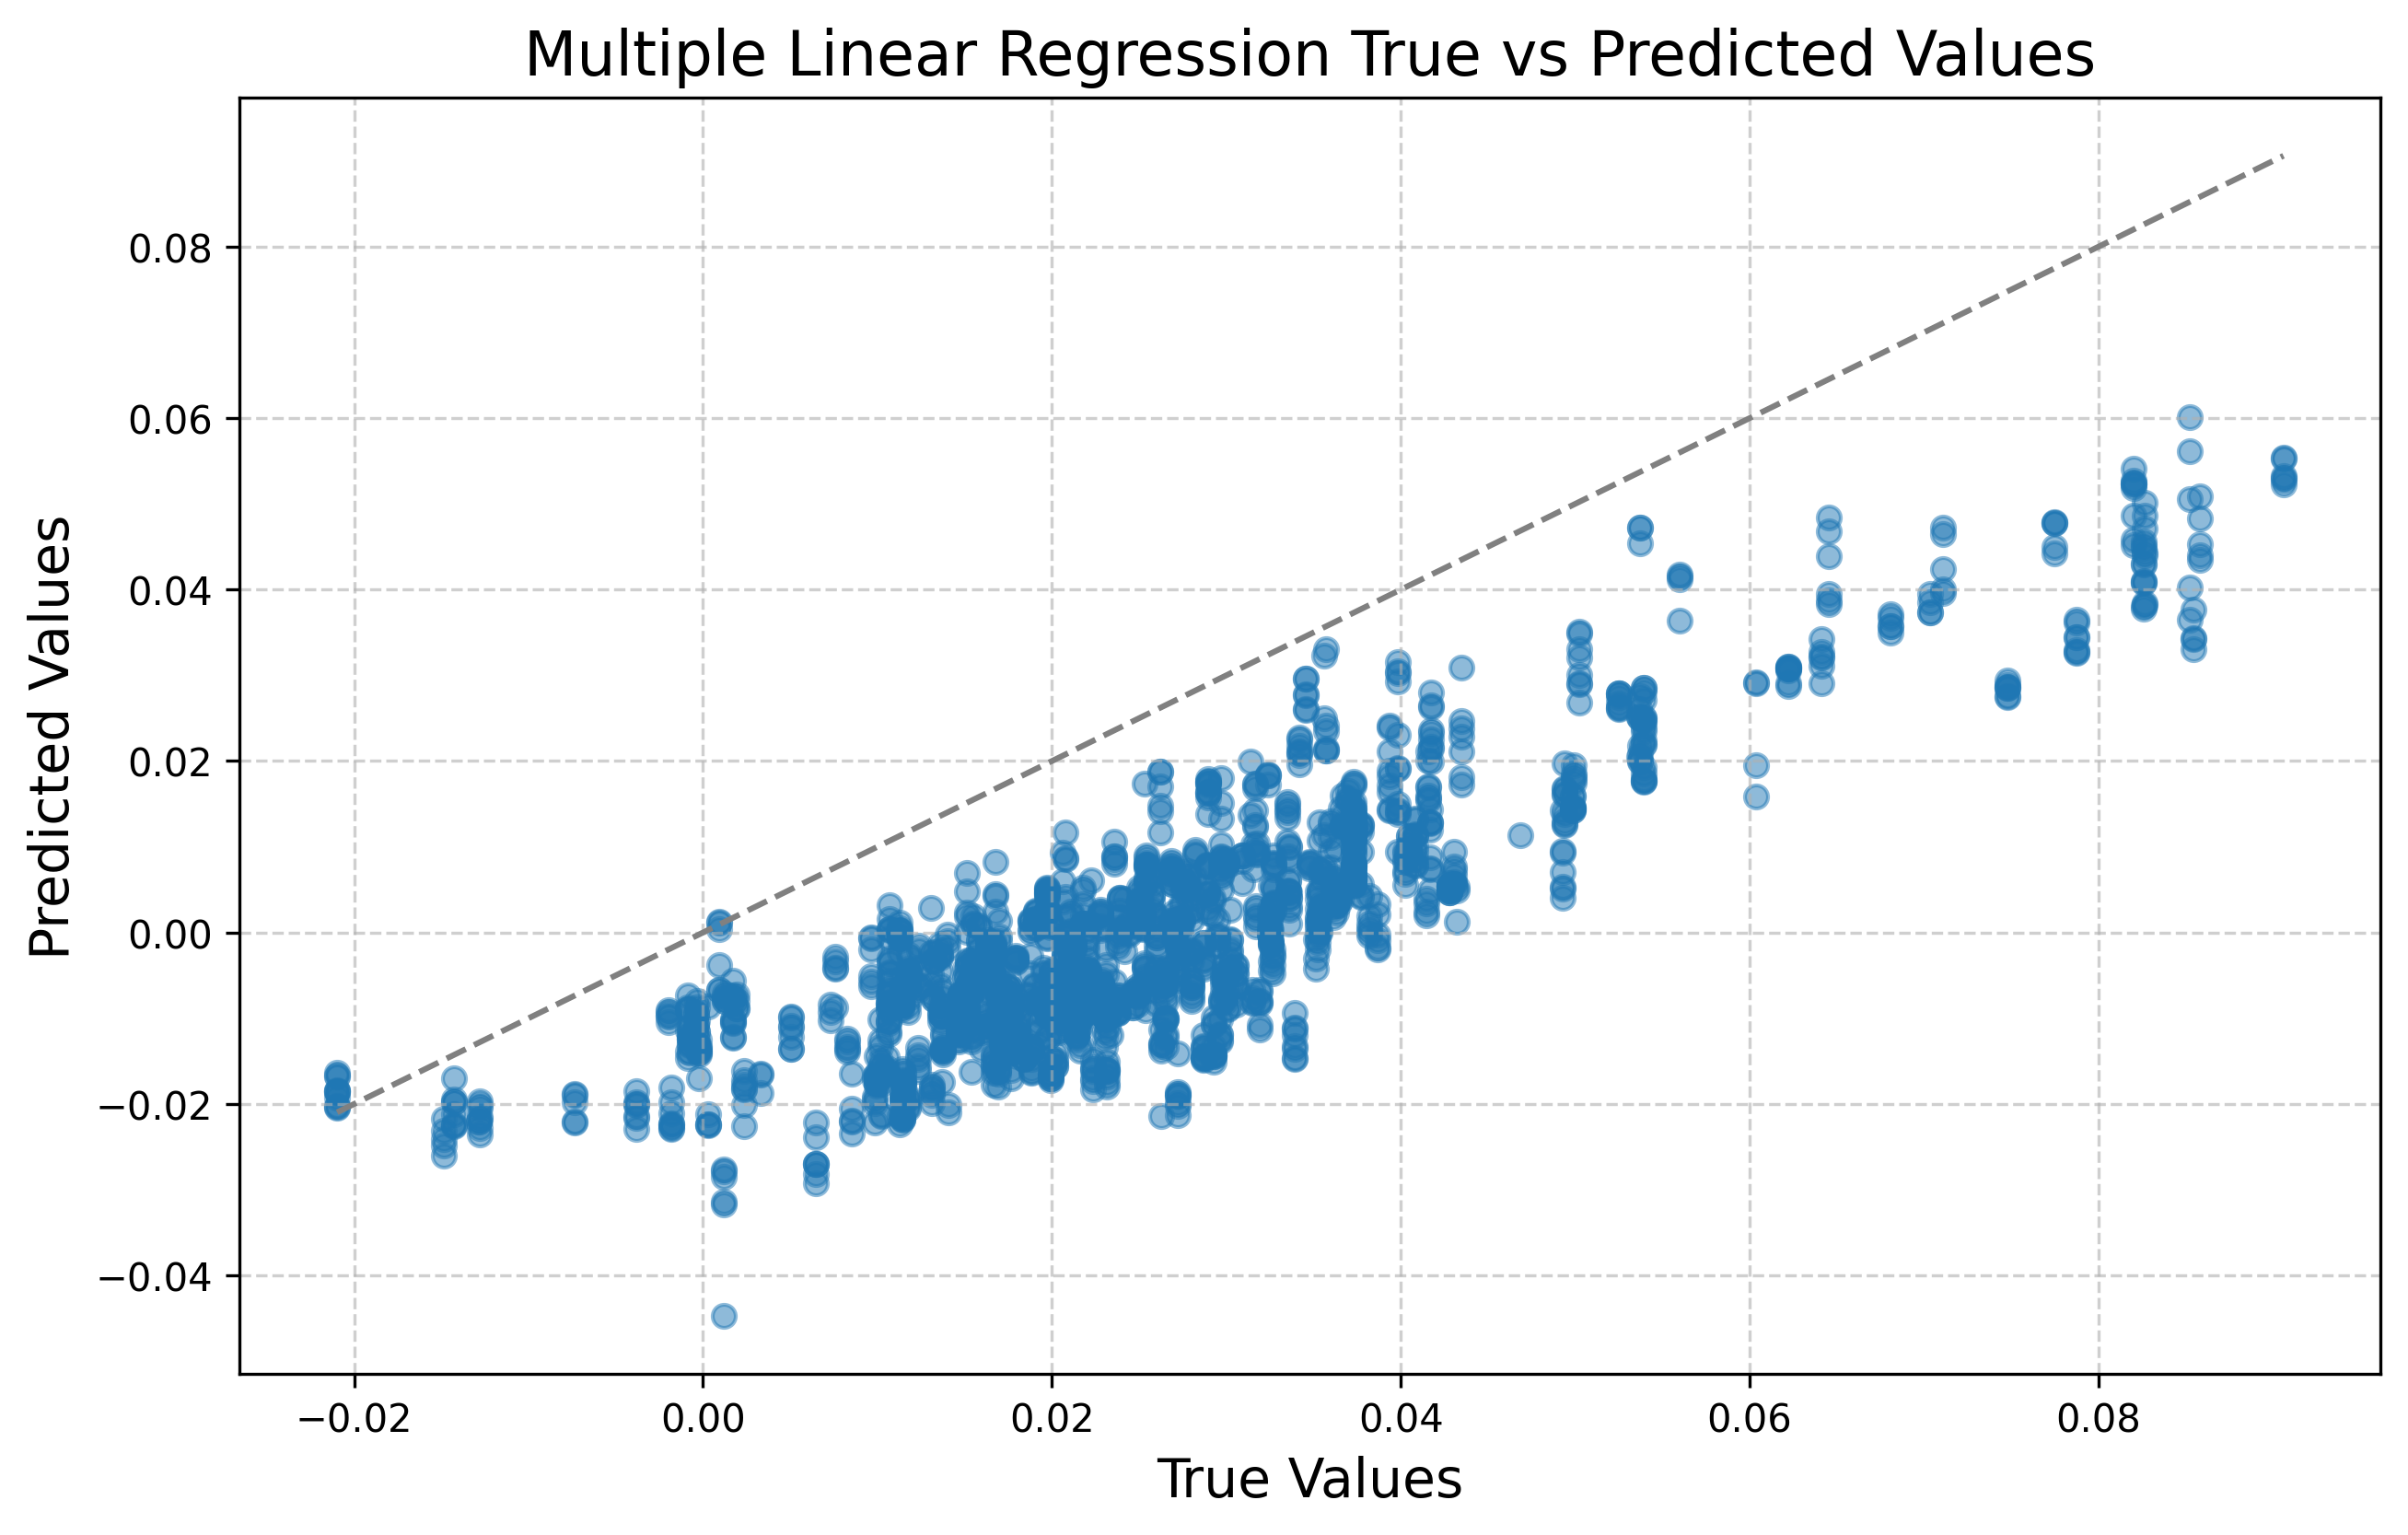 Multiple Linear Regression True vs Predicted Values
Predicted Values
0.08
0.06
0.04
0.02
0.00
−0.02
−0.04
−0.02 0.00 0.02 0.04 0.06 0.08
True Values